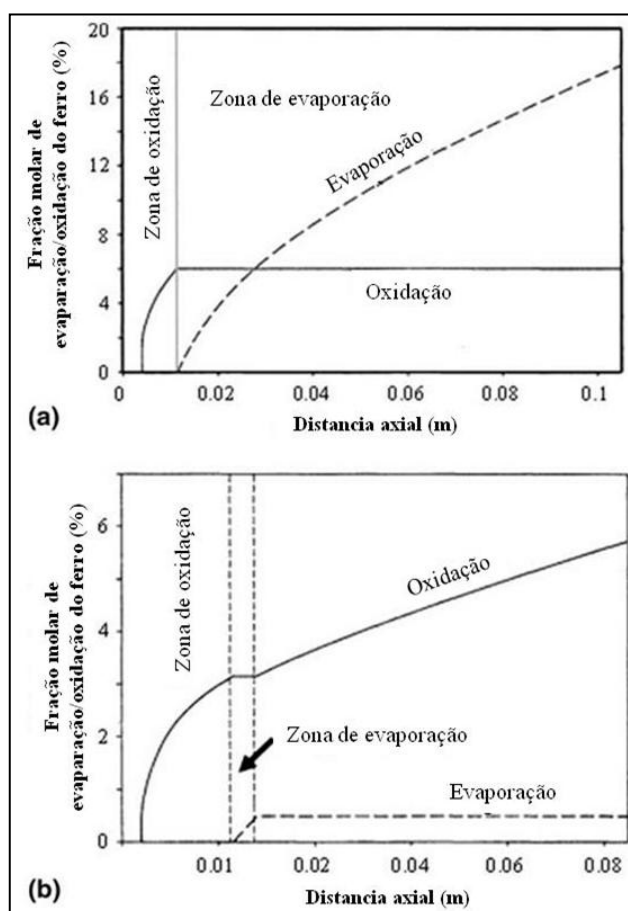 Fração molar de
evaparação/oxidação do ferro (%)
20
16
12
8
4
0
Zona de oxidação
Zona de evaporação
Evaporação
Oxidação
0
0.02
0.04
0.06
0.08
0.1
Distancia axial (m)
(a)
Fração molar de
evaparação/oxidação do ferro (%)
6
4
2
0
Zona de oxidação
Oxidação
Zona de evaporação
Evaporação
0.01
0.02
0.04
0.06
0.08
Distancia axial (m)
(b)